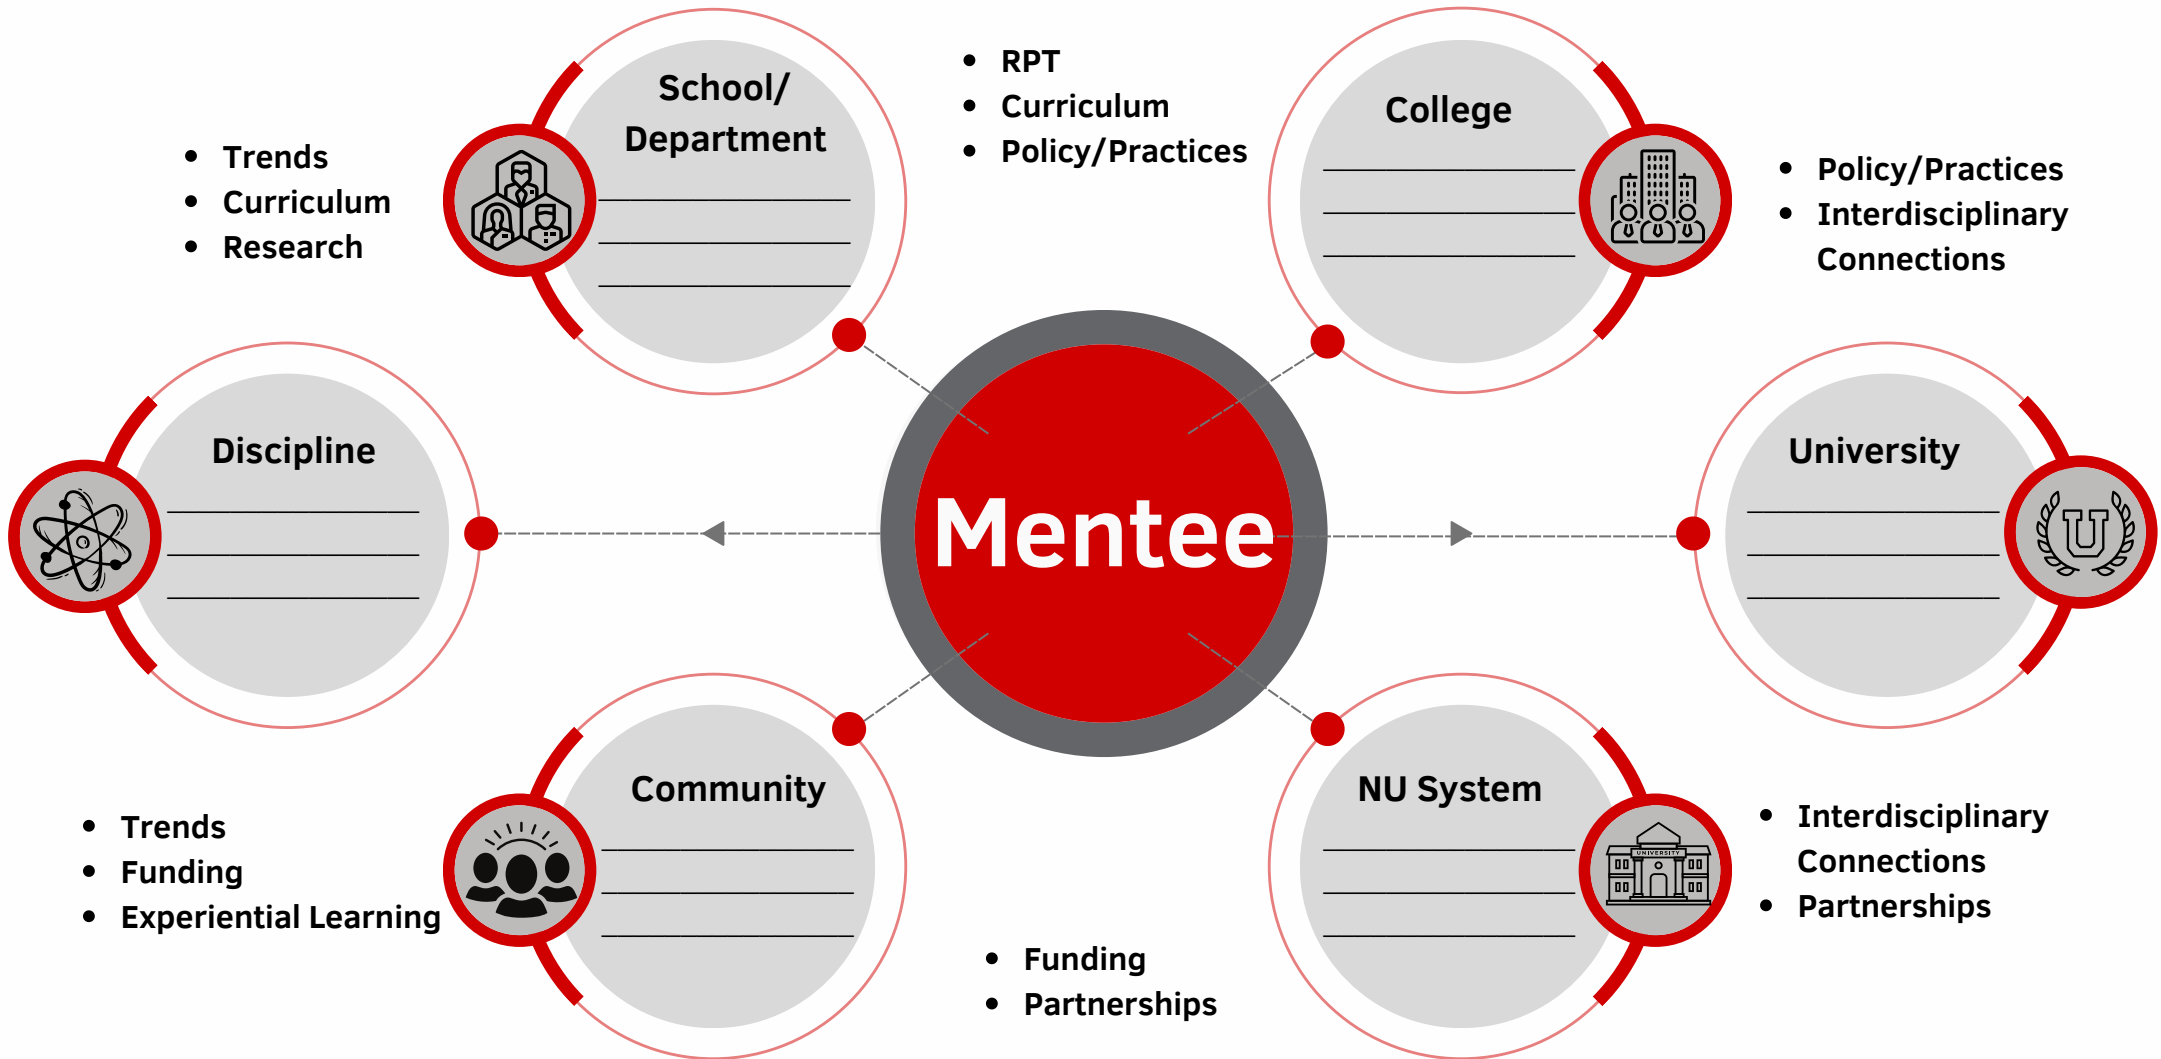 School/
Department
• RPT
• Curriculum
• Policy/Practices
College
• Trends
• Curriculum
• Research
• Policy/Practices
• Interdisciplinary
Connections
Discipline
Mentee
University
U
Community
NU System
UNIVERSITY
• Trends
• Funding
• Experiential Learning
• Interdisciplinary
Connections
• Partnerships
• Funding
• Partnerships